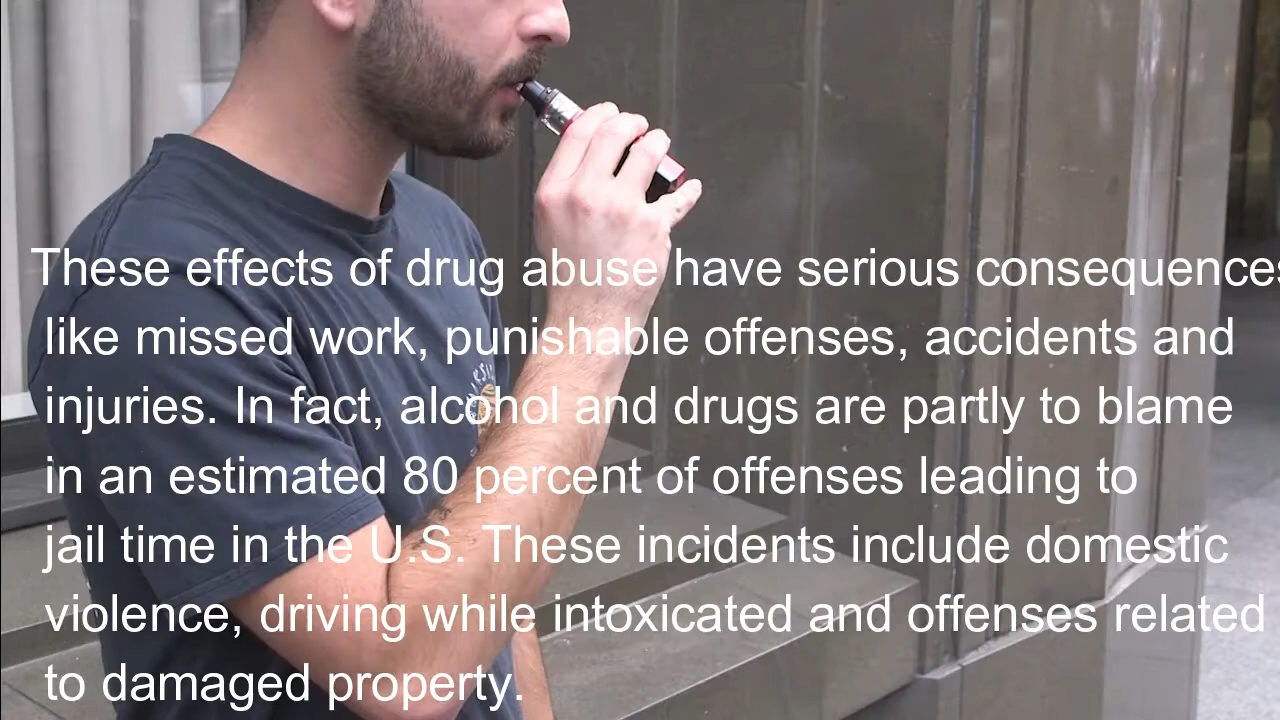 These effects of drug abuse have serious consequences
like missed work, punishable offenses, accidents and
injuries. In fact, alcohol and drugs are partly to blame
in an estimated 80 percent of offenses leading to
jail time in the U.S. These incidents include domestic
violence, driving while intoxicated and offenses related
to damaged property.